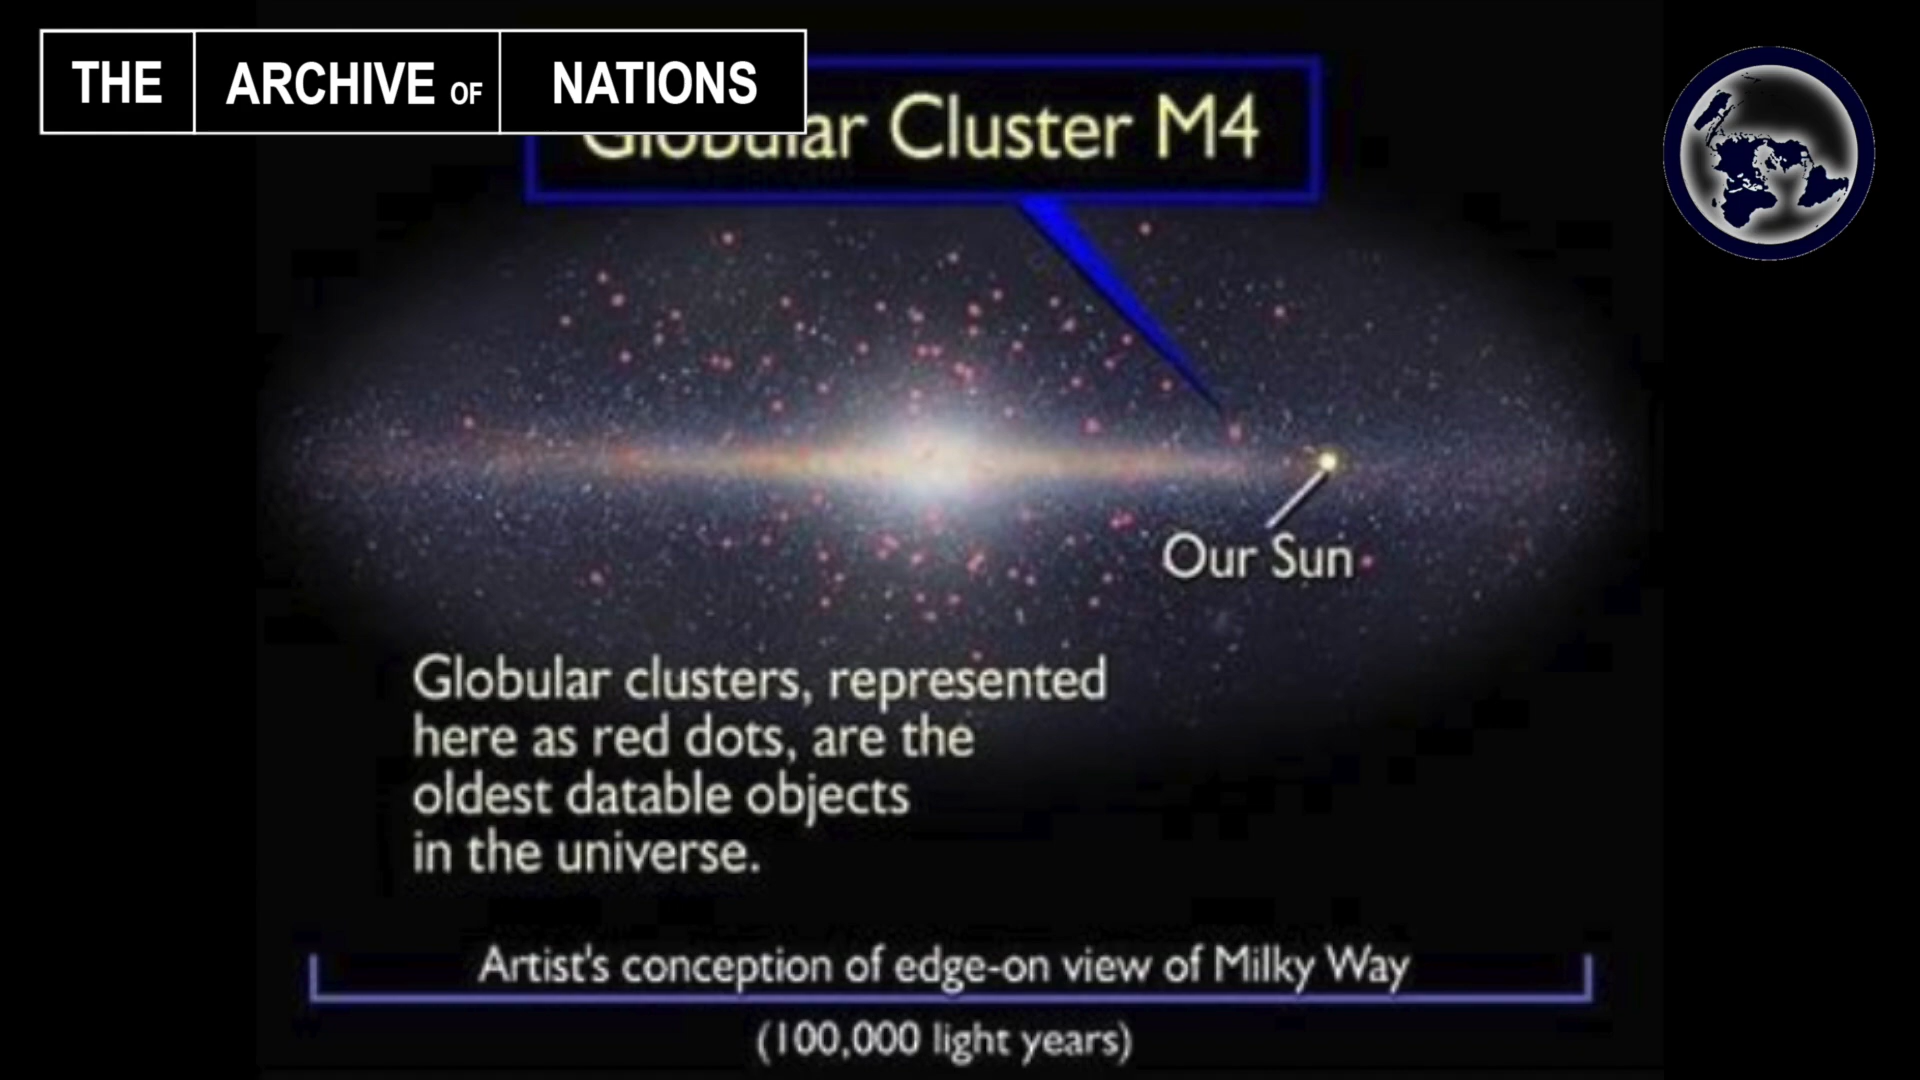 THE ARCHIVE OF NATIONS
Globular Cluster M4
Our Sun
Globular clusters, represented
here as red dots, are the
oldest datable objects
in the universe.
Artist's conception of edge-on view of Milky Way
(100,000 light years)